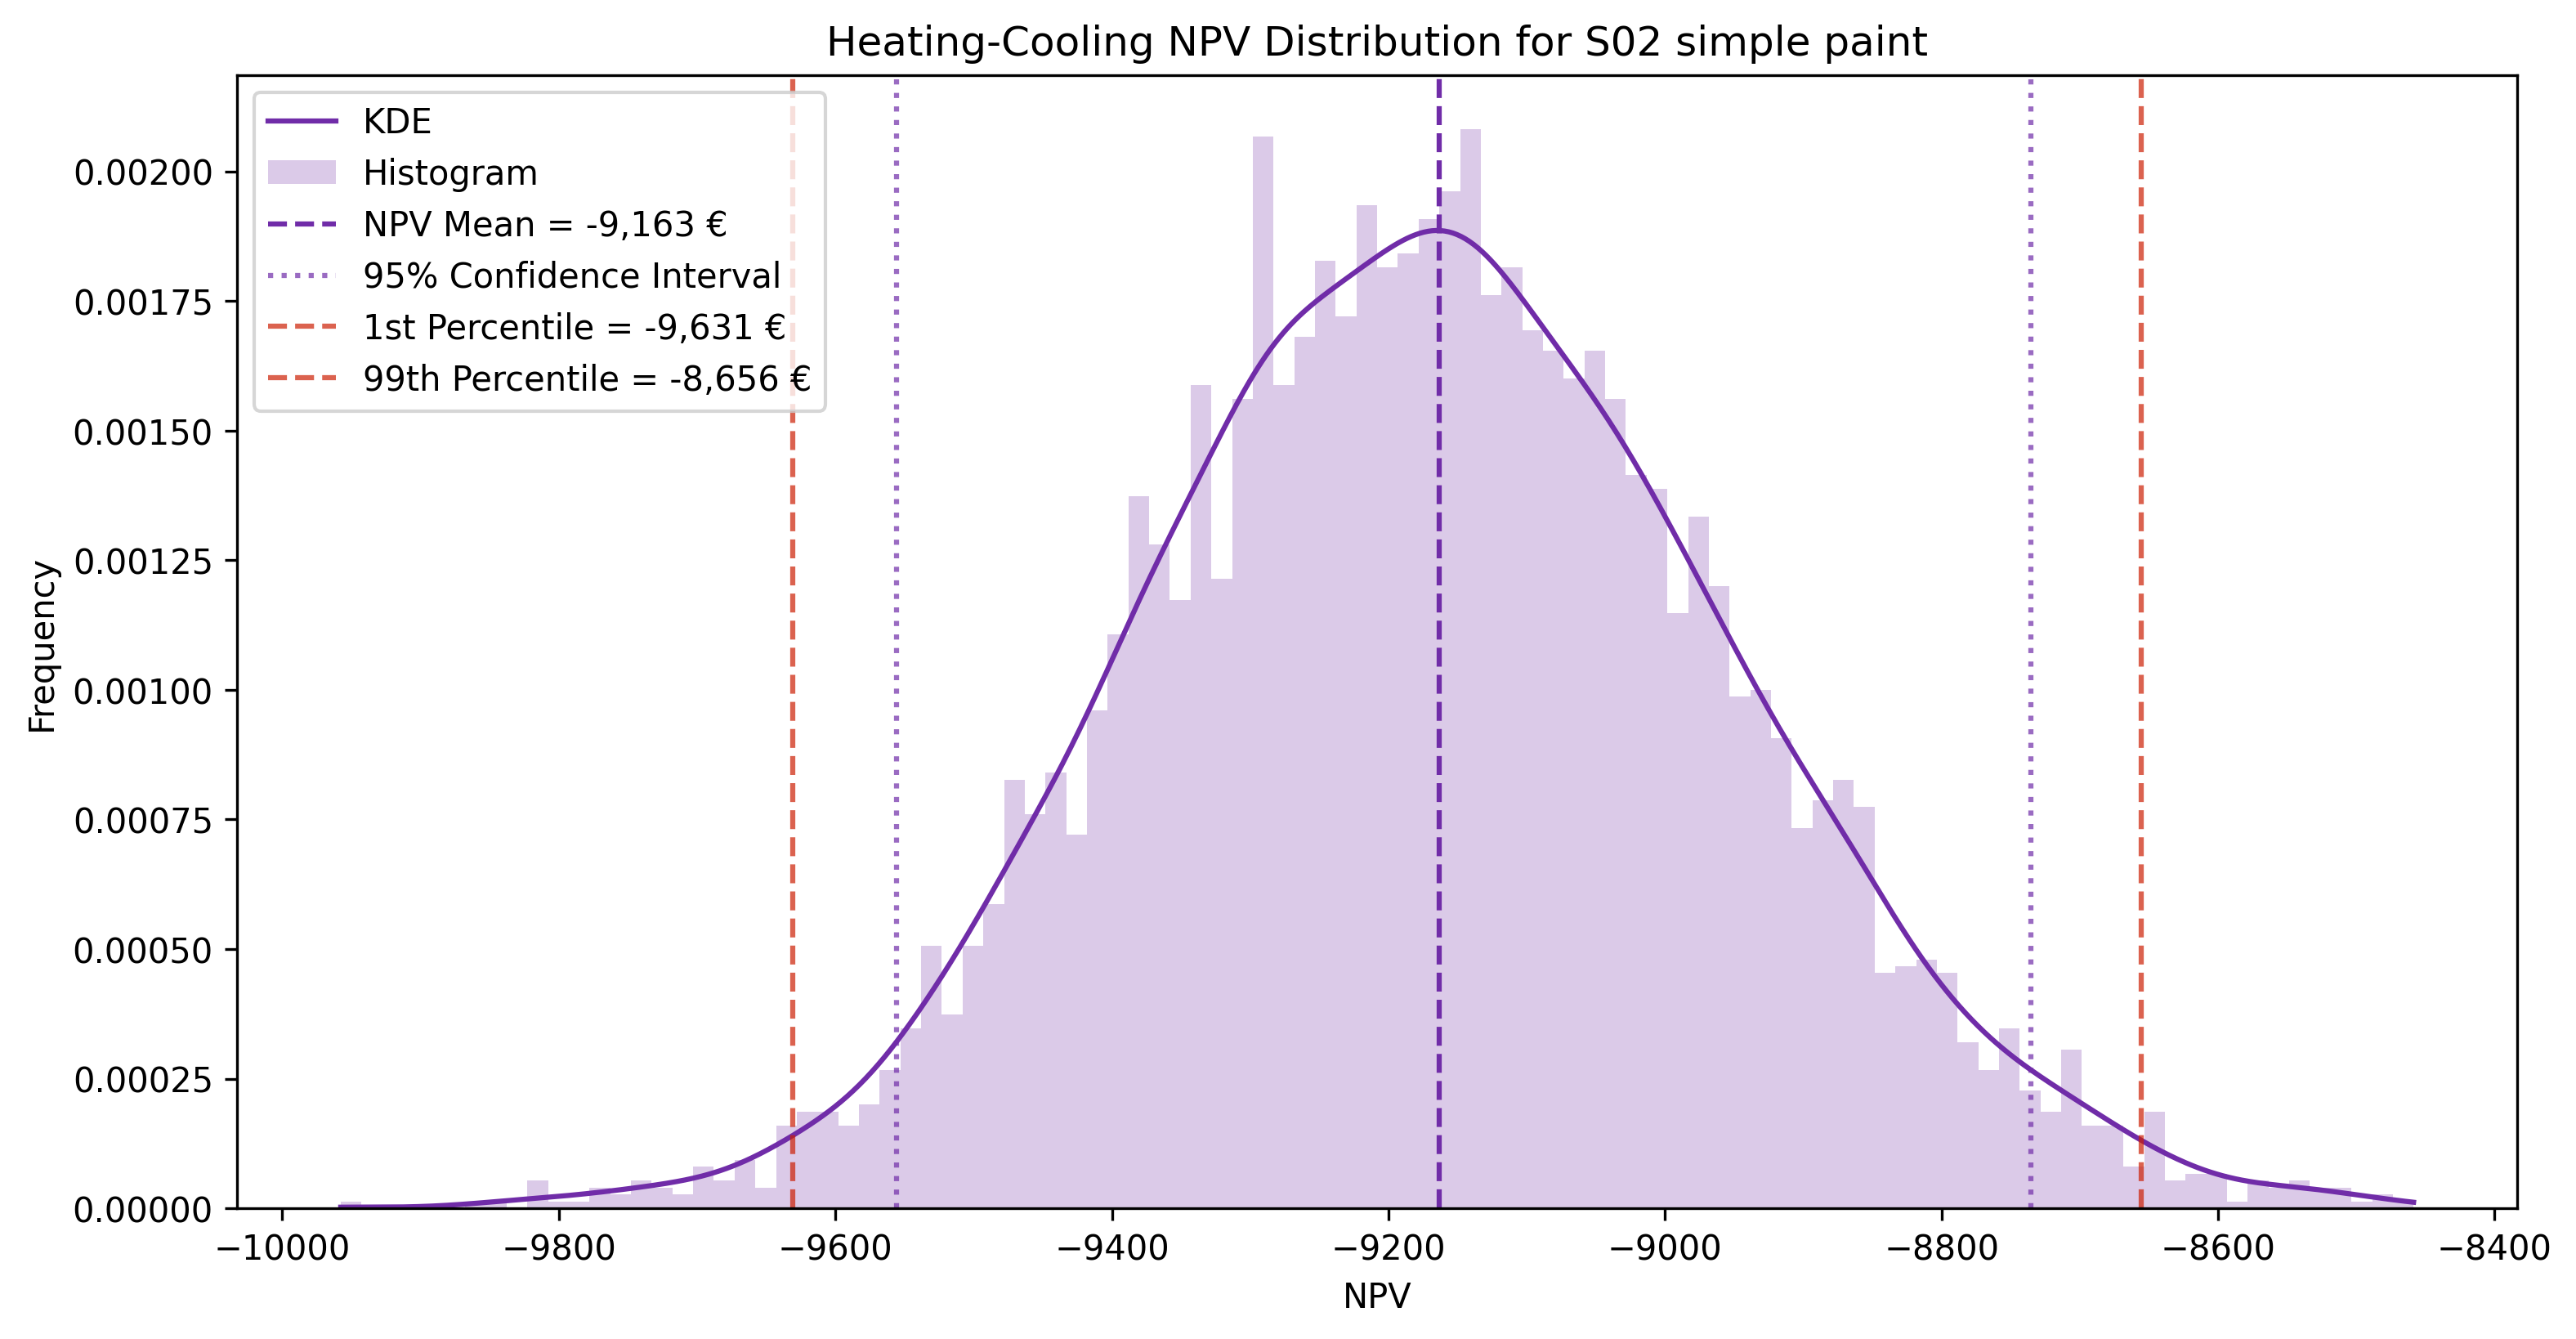 Heating-Cooling NPV Distribution for S02 simple paint
KDE
Histogram
NPV Mean = -9,163 €
95% Confidence Interval
1st Percentile = -9,631 €
99th Percentile = -8,656 €
Frequency
0.00200
0.00175
0.00150
0.00125
0.00100
0.00075
0.00050
0.00025
0.00000
−10000 −9800 −9600 −9400 −9200 −9000 −8800 −8600 −8400
NPV